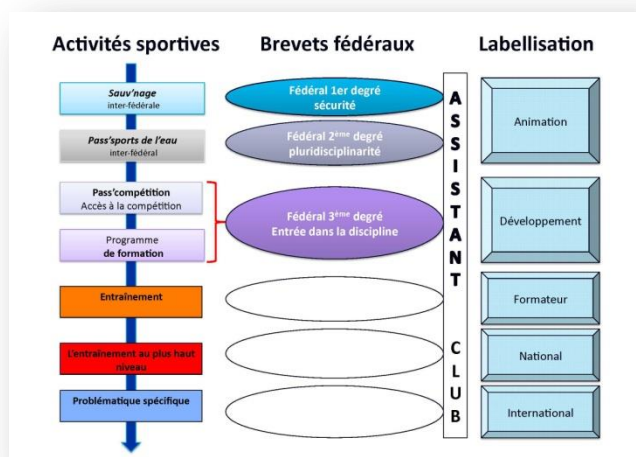 Activités sportives
Brevets fédéraux
Labellisation
Sauv'nage
inter-fédérale
Fédéral 1er degré
sécurité
Animation
Pass'sports de l'eau
inter-fédéral
Fédéral 2ème degré
pluridisciplinarité
Pass'compétition
Accès à la compétition
Programme
de formation
Fédéral 3ème degré
Entrée dans la discipline
Développement
Entraînement
Formateur
L'entraînement au plus haut
niveau
National
Problématique spécifique
International
A
S
S
I
S
T
A
N
T
C
L
U
B